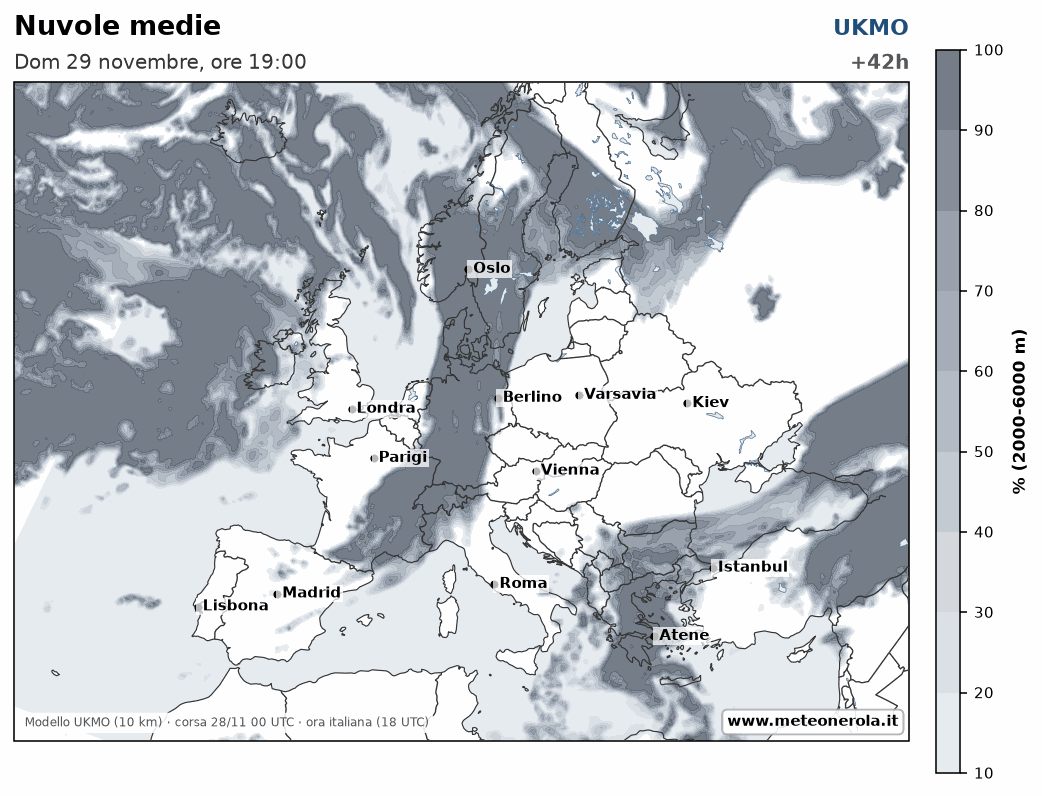 Nuvole medie
UKMO
Dom 29 novembre, ore 19:00
+42h
100
90
80
70
60
50
40
30
20
10
% (2000-6000 m)
Oslo
Berlino
Varsavia
Kiev
Londra
Parigi
Vienna
Istanbul
Roma
Madrid
Lisbona
Atene
Modello UKMO (10 km) · corsa 28/11 00 UTC · ora italiana (18 UTC)
www.meteonerola.it